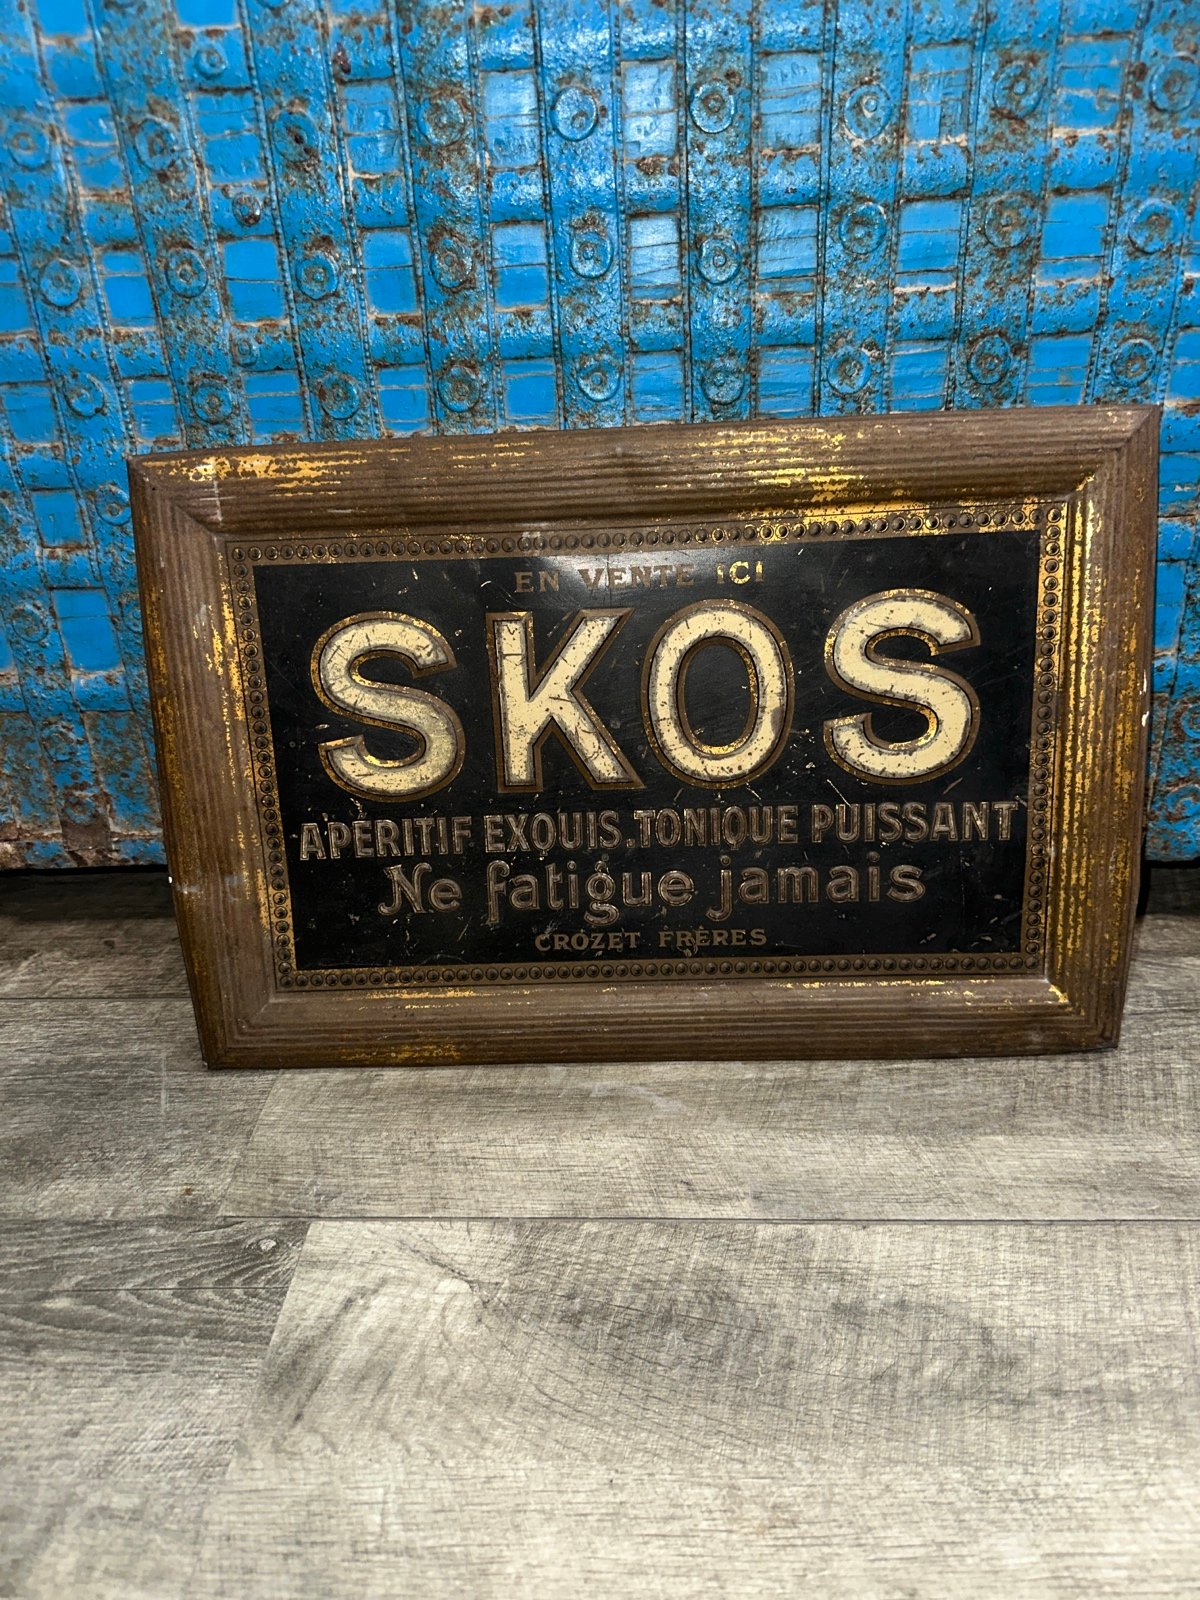 EN VENTE ICI
SKOS
APÉRITIF EXQUIS.TONIQUE PUISSANT
Ne fatigue jamais
CROZET FRÈRES